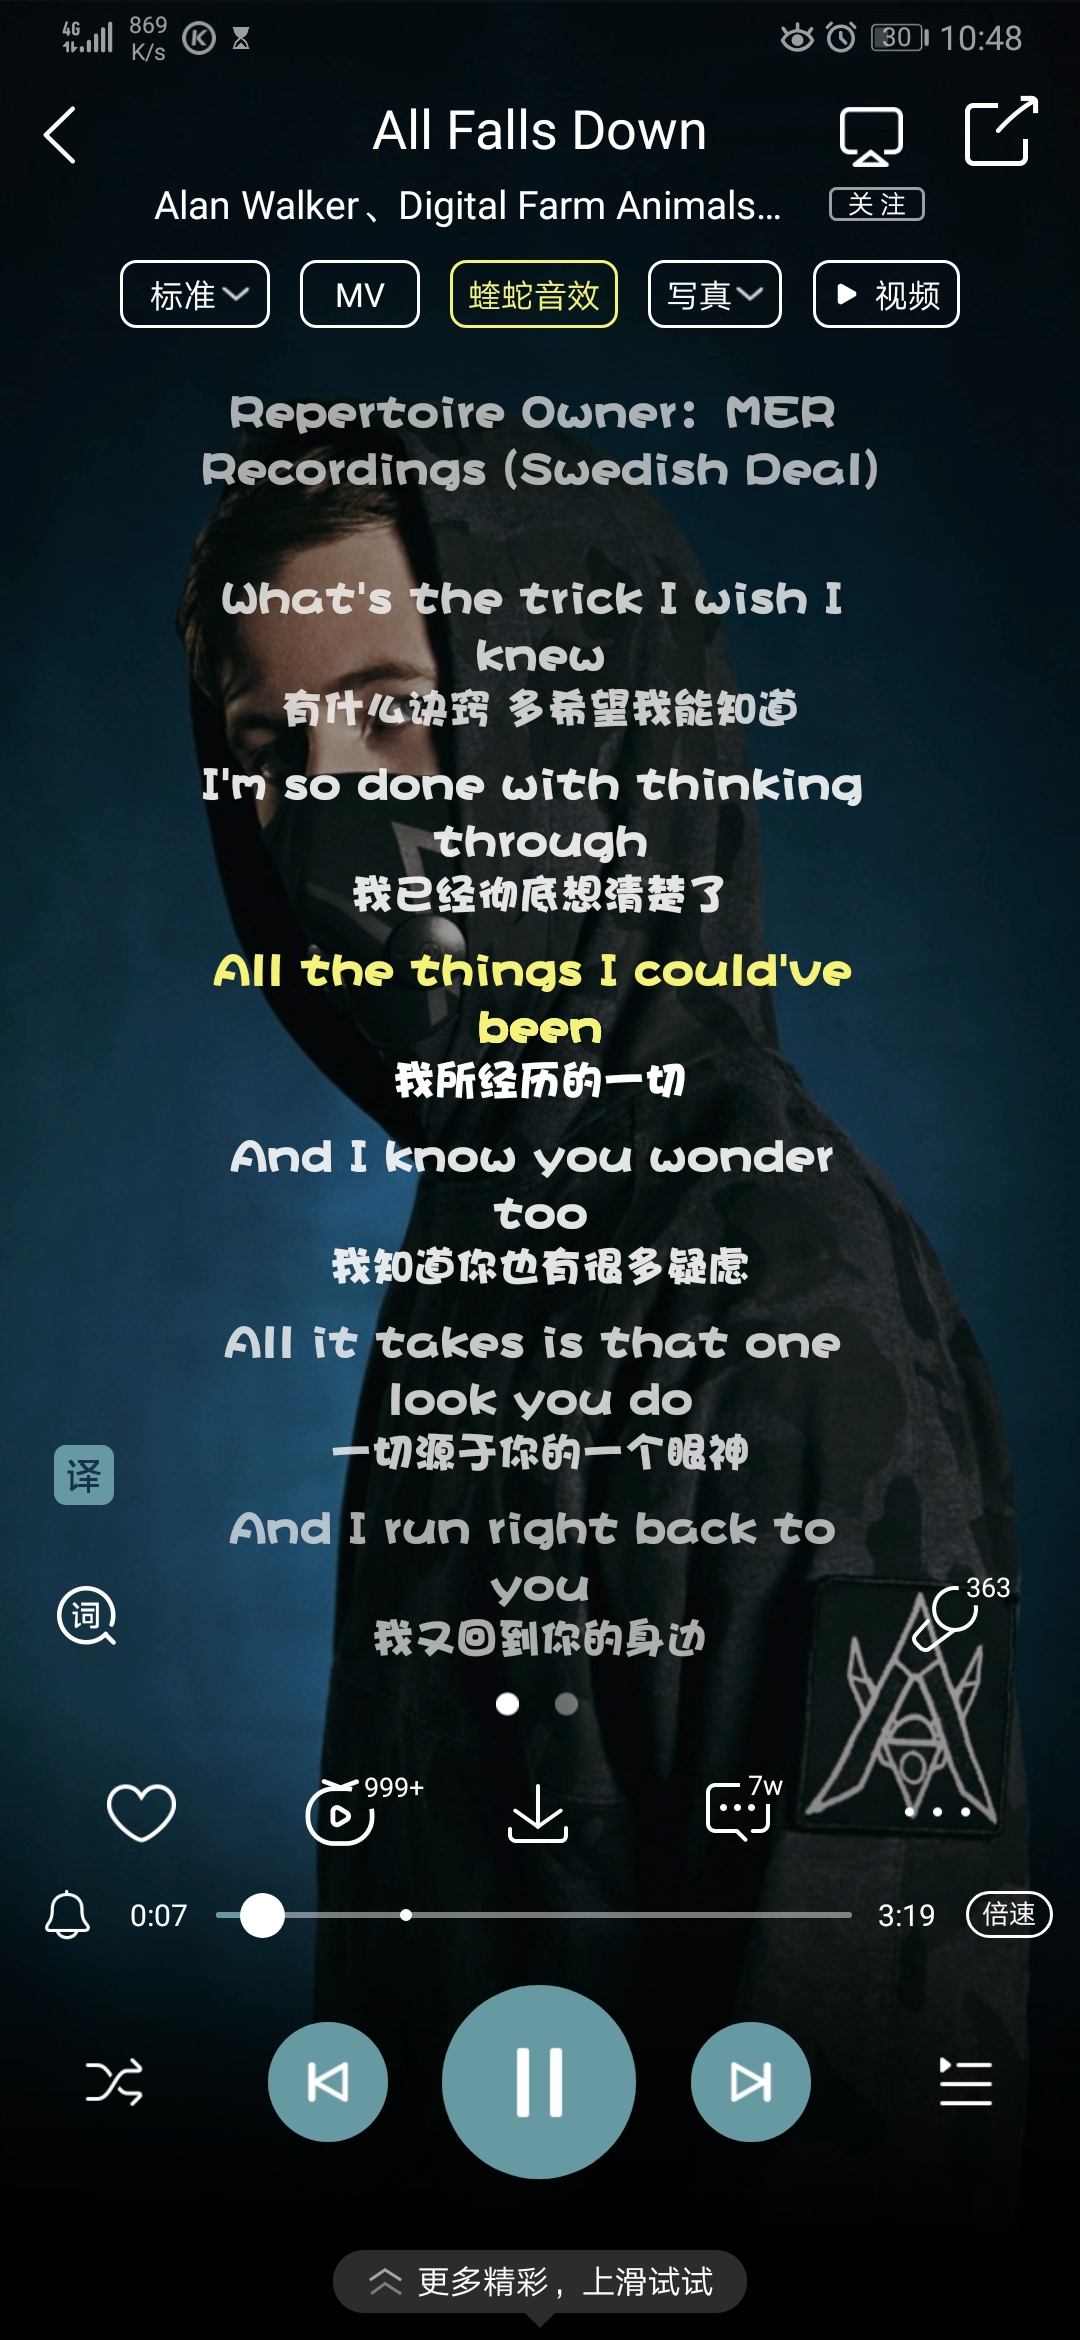 4G 869 K/s 30 10:48
All Falls Down
Alan Walker、Digital Farm Animals... 关注
标准 MV 蝰蛇音效 写真 视频
Repertoire Owner: MER
Recordings (Swedish Deal)
What's the trick I wish I
knew
有什么诀窍 多希望我能知道
I'm so done with thinking
through
我已经彻底想清楚了
All the things I could've
been
我所经历的一切
And I know you wonder
too
我知道你也有很多疑虑
All it takes is that one
look you do
一切源于你的一个眼神
译
And I run right back to
you
词
363
我又回到你的身边
999+ 7w
0:07 3:19 倍速
更多精彩，上滑试试